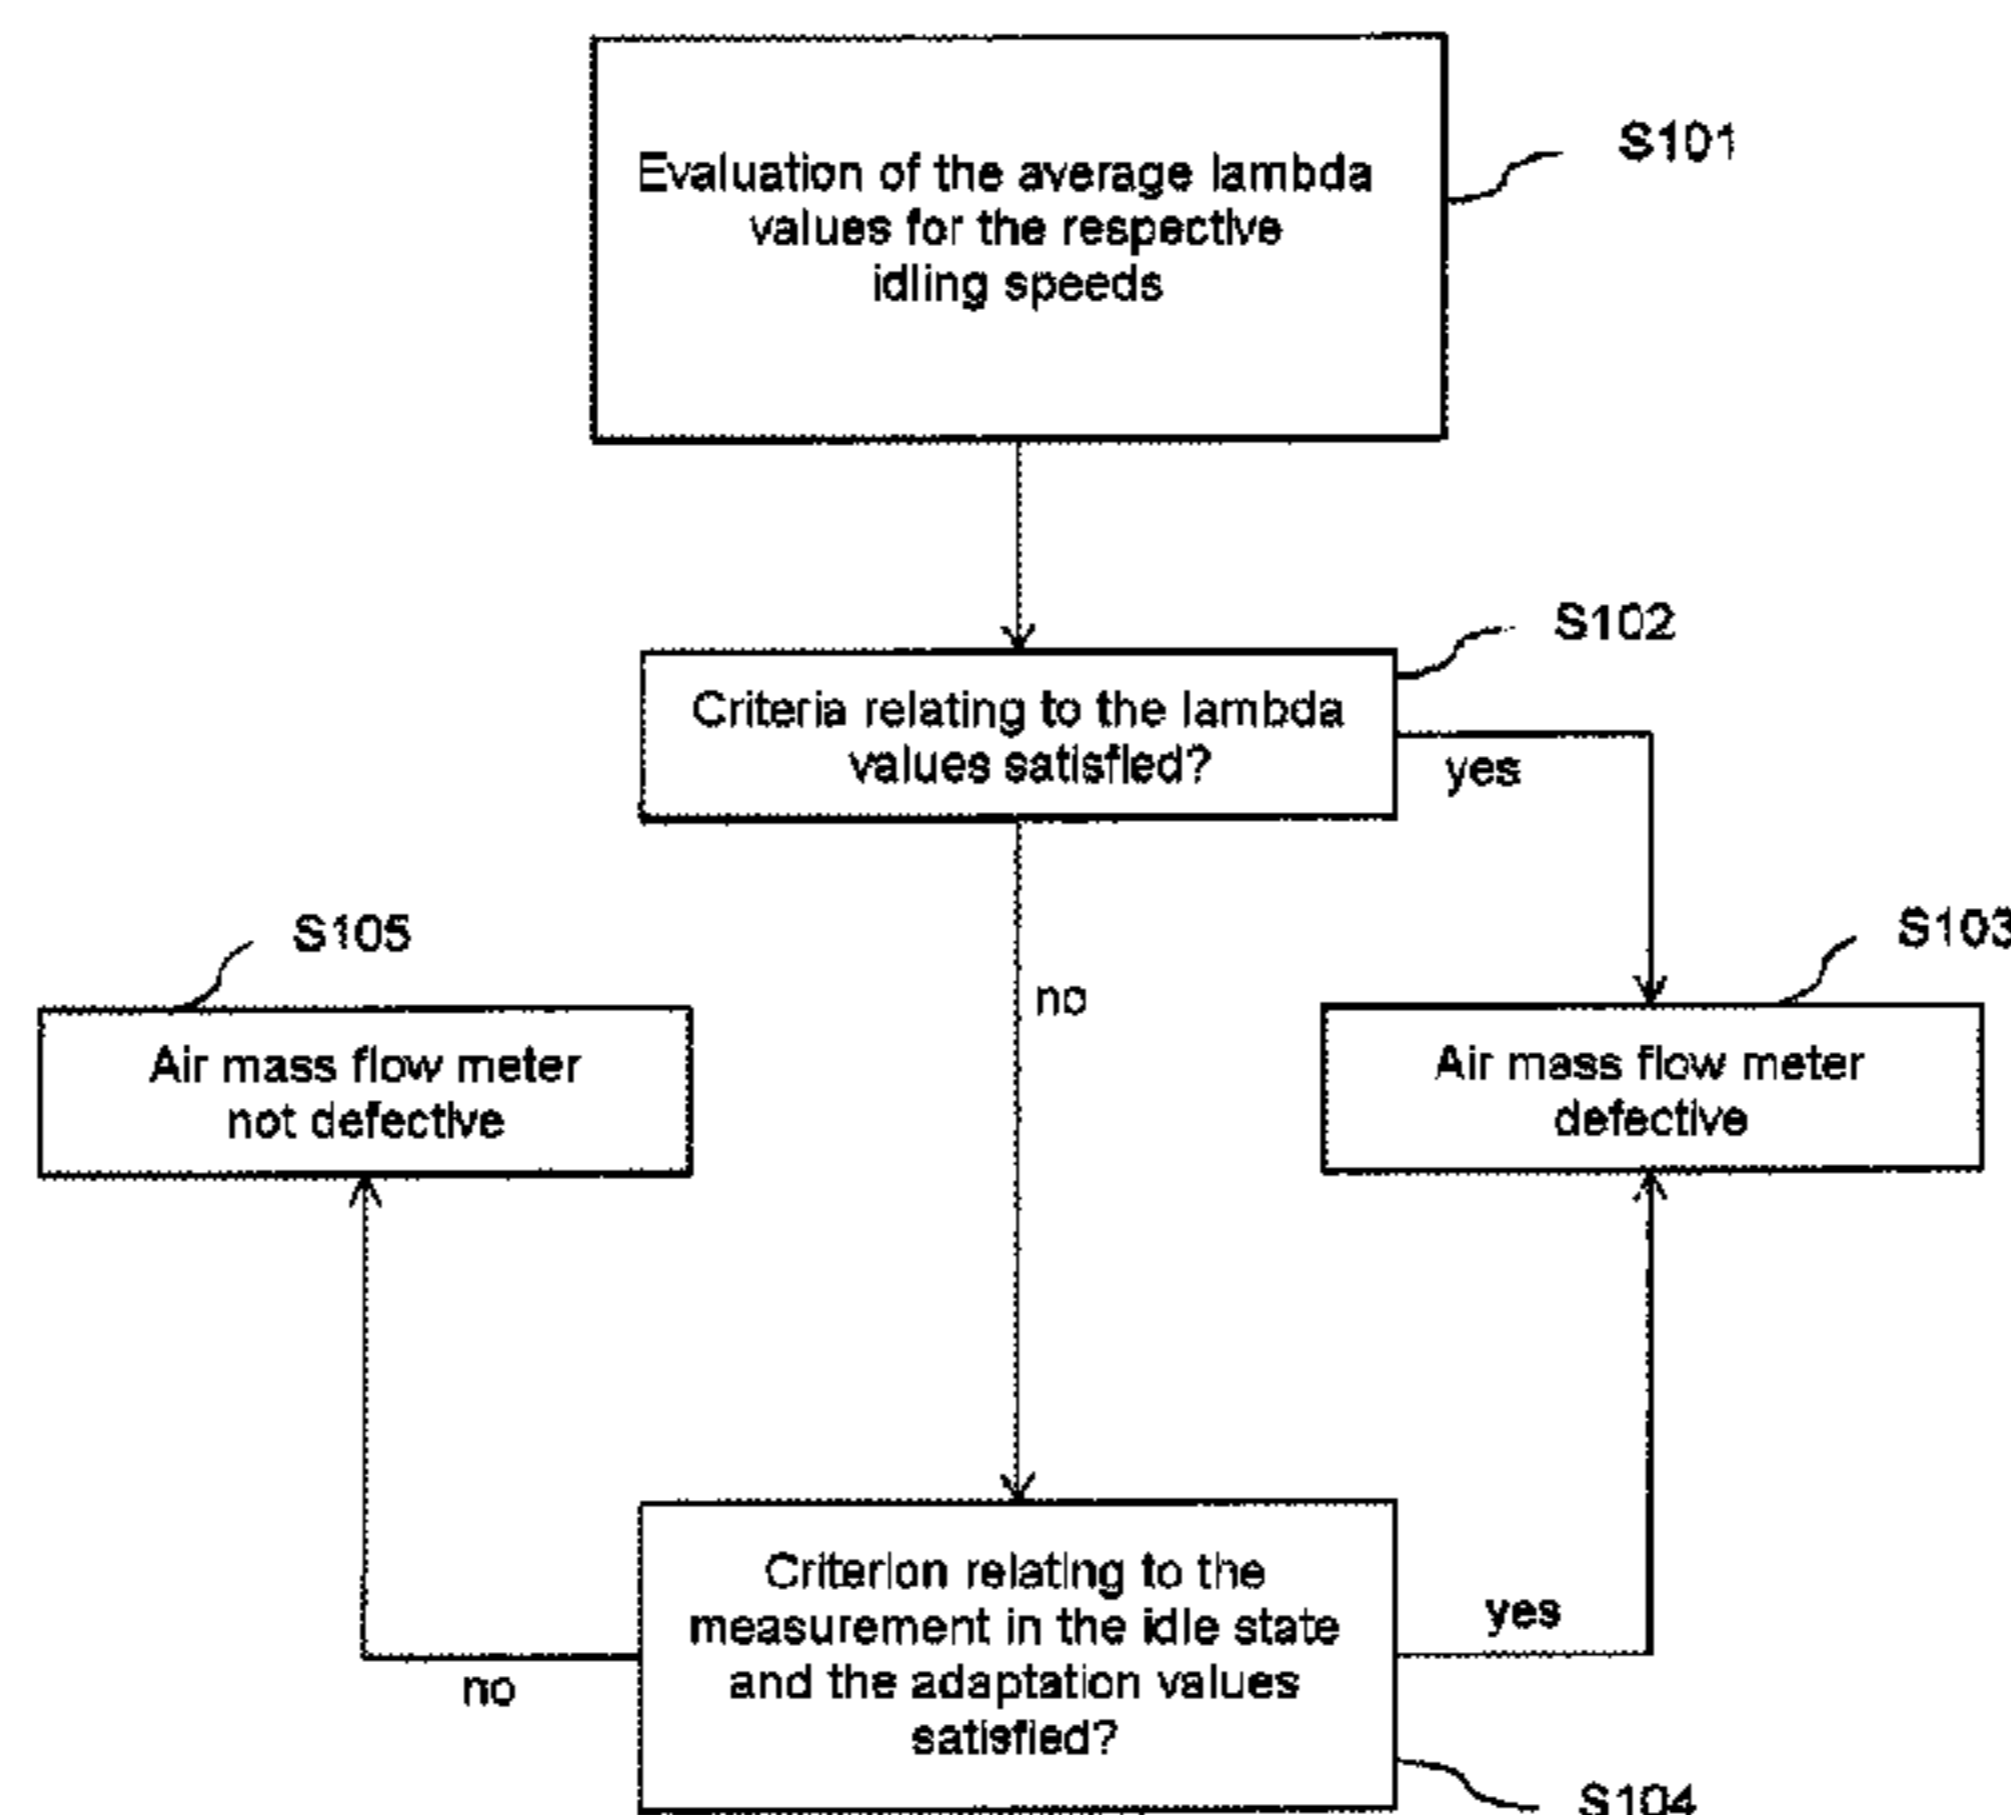 Evaluation of the average lambda
values for the respective
idling speeds
S101
S102
Criteria relating to the lambda
values satisfied?
yes
S105
S103
no
Air mass flow meter
not defective
Air mass flow meter
defective
Criterion relating to the
measurement in the idle state
and the adaptation values
satisfied?
yes
no
S104